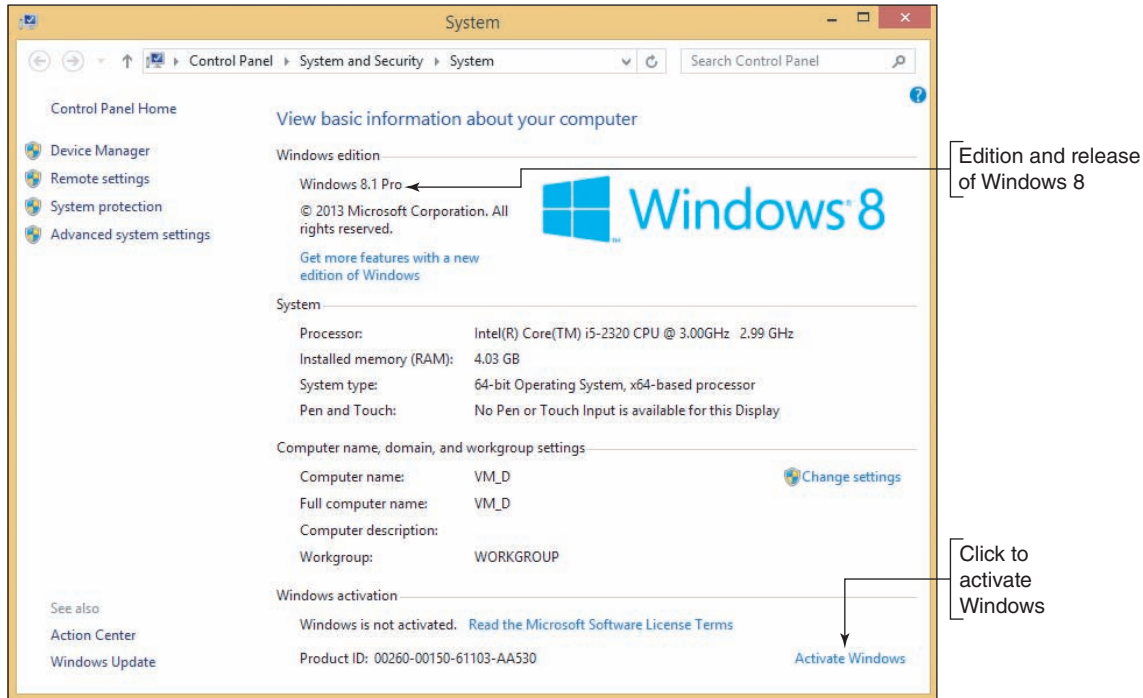 System
Control Panel System and Security System
Search Control Panel
Control Panel Home
Device Manager
Remote settings
System protection
Advanced system settings
View basic information about your computer
Windows edition
Windows 8.1 Pro
© 2013 Microsoft Corporation. All
rights reserved.
Get more features with a new
edition of Windows
Windows 8
System
Processor: Intel(R) Core(TM) i5-2320 CPU @ 3.00GHz 2.99 GHz
Installed memory (RAM): 4.03 GB
System type: 64-bit Operating System, x64-based processor
Pen and Touch: No Pen or Touch Input is available for this Display
Computer name, domain, and workgroup settings
Computer name: VM_D
Change settings
Full computer name: VM_D
Computer description:
Workgroup: WORKGROUP
Windows activation
Windows is not activated. Read the Microsoft Software License Terms
Product ID: 00260-00150-61103-AA530
Activate Windows
See also
Action Center
Windows Update
Edition and release
of Windows 8
Click to
activate
Windows